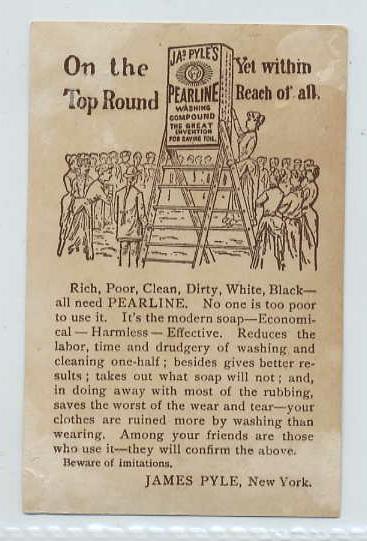 On the
Top Round
Yet within
Reach of all.
JAS PYLE'S
PEARLINE
WASHING
COMPOUND
THE GREAT
INVENTION
FOR SAVING TOIL.
Rich, Poor, Clean, Dirty, White, Black—
all need PEARLINE. No one is too poor
to use it. It's the modern soap—Economi-
cal — Harmless — Effective. Reduces the
labor, time and drudgery of washing and
cleaning one-half; besides gives better re-
sults; takes out what soap will not; and,
in doing away with most of the rubbing,
saves the worst of the wear and tear—your
clothes are ruined more by washing than
wearing. Among your friends are those
who use it—they will confirm the above.
Beware of imitations.
JAMES PYLE, New York.